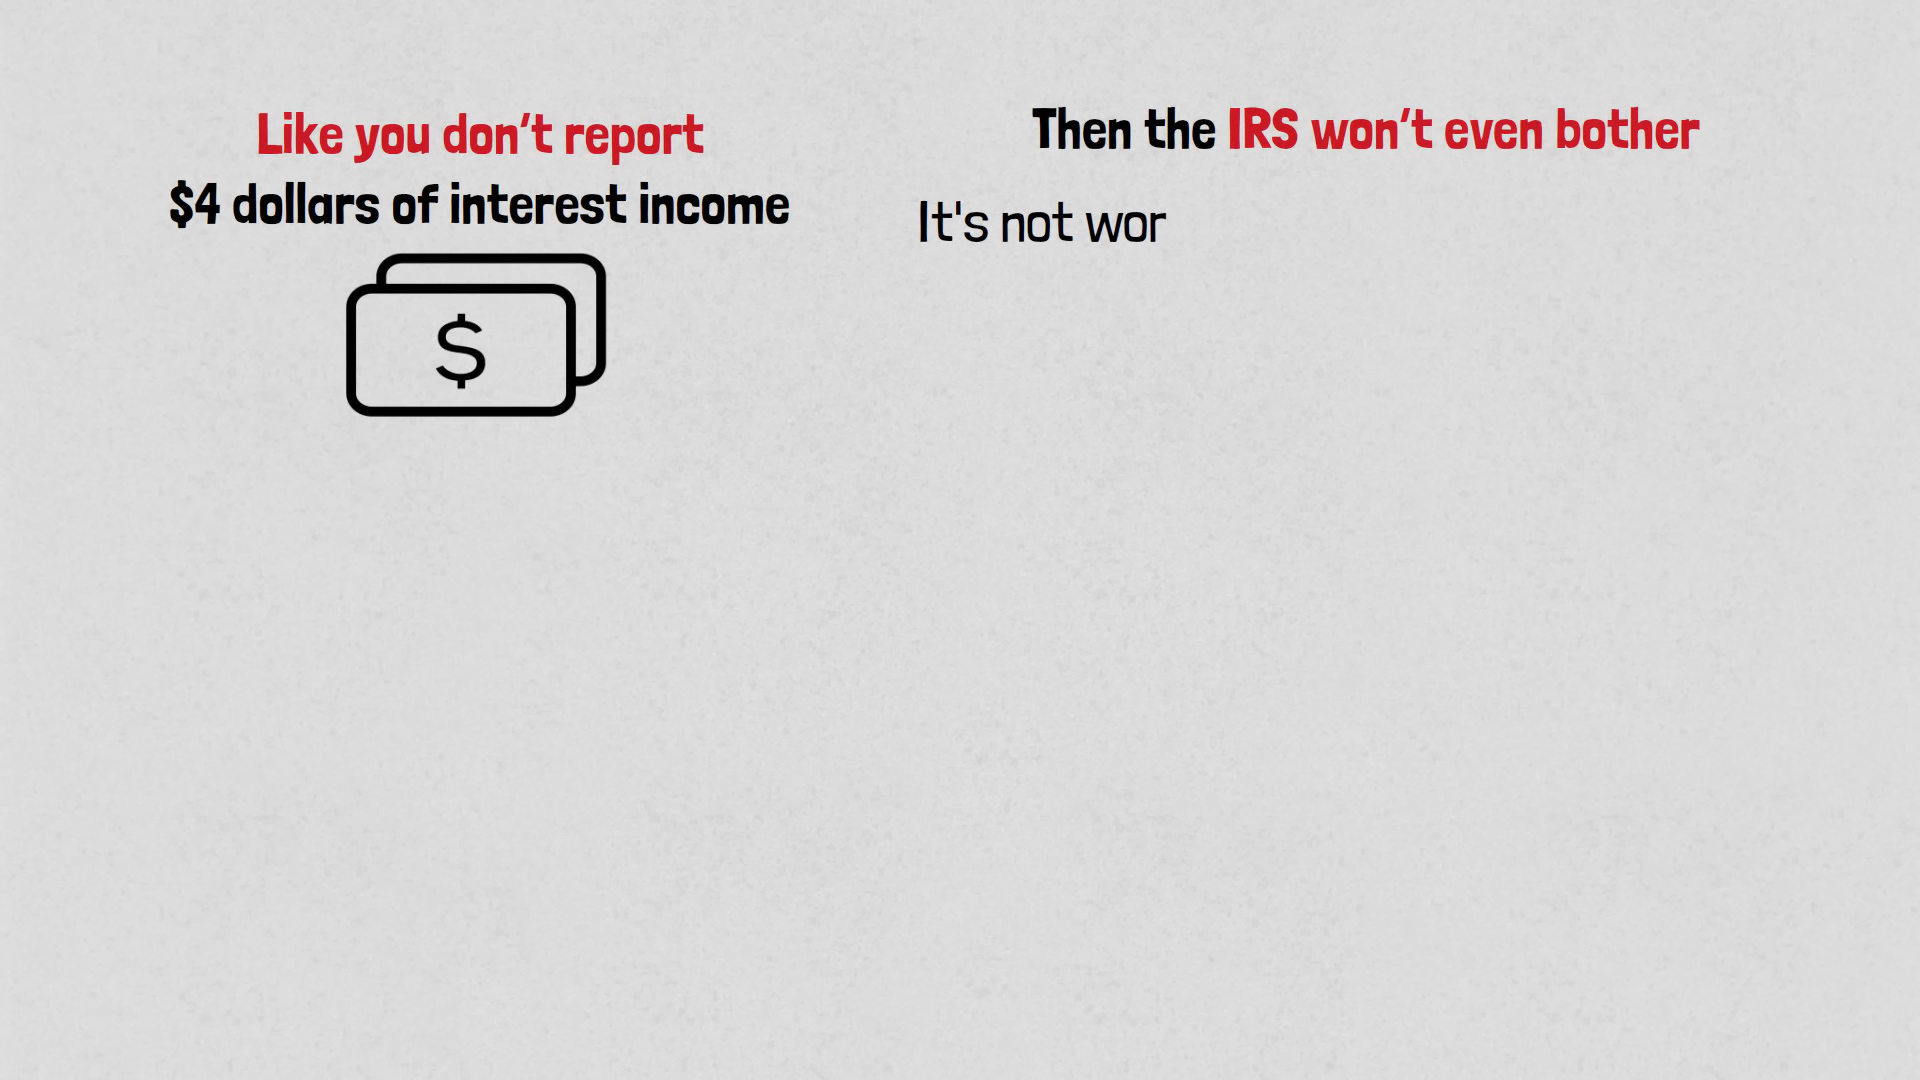 Like you don’t report
$4 dollars of interest income
$
Then the IRS won’t even bother
It's not wor